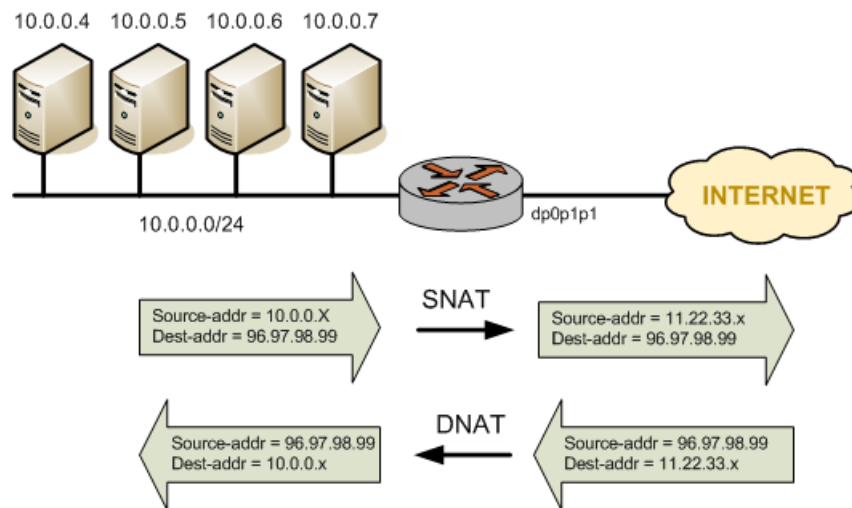 10.0.0.4 10.0.0.5 10.0.0.6 10.0.0.7
INTERNET
dp0p1p1
10.0.0.0/24
SNAT
Source-addr = 10.0.0.X
Dest-addr = 96.97.98.99
Source-addr = 11.22.33.x
Dest-addr = 96.97.98.99
DNAT
Source-addr = 96.97.98.99
Dest-addr = 10.0.0.x
Source-addr = 96.97.98.99
Dest-addr = 11.22.33.x